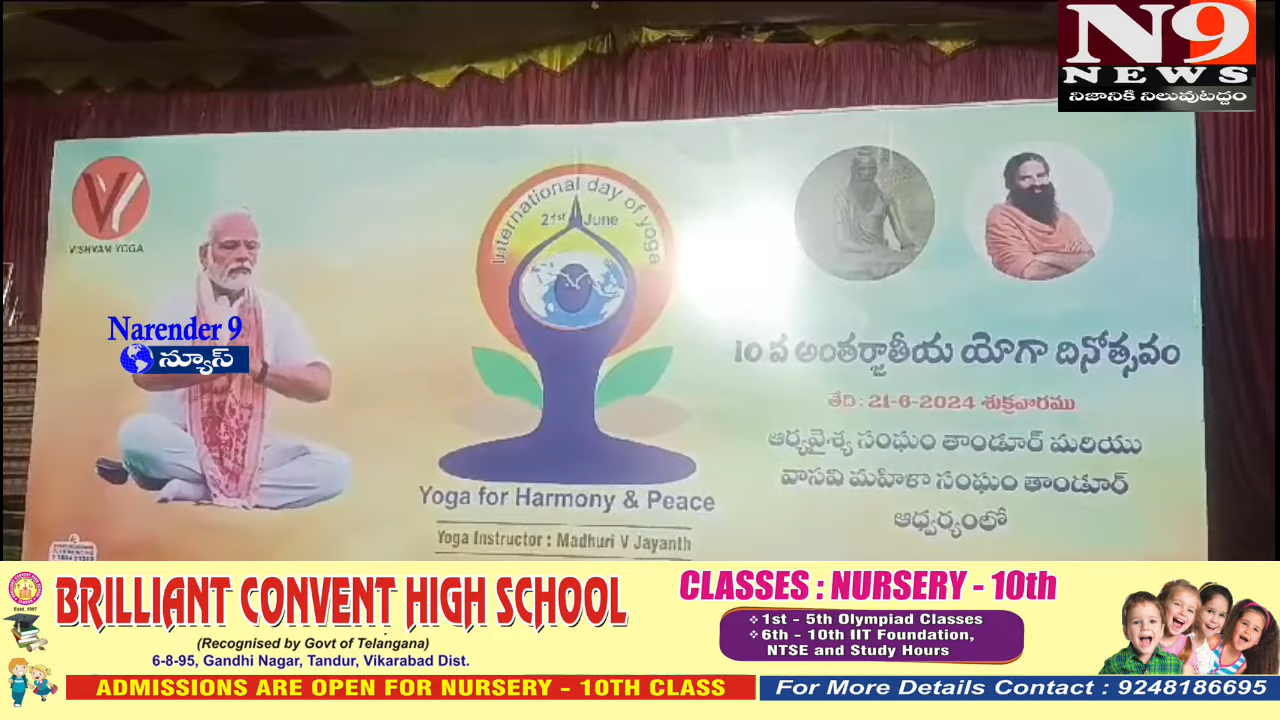 N9
NEWS
నిజానికి నిలువుటద్దం
VISHVAM YOGA
International day of yoga
21st June
Narender 9
న్యూస్
10 వ అంతర్జాతీయ యోగా దినోత్సవం
తేది : 21-6-2024 శుక్రవారము
ఆర్యవైశ్య సంఘం తాండూర్ మరియు
వాసవి మహిళా సంఘం తాండూర్
ఆధ్వర్యంలో
Yoga for Harmony & Peace
Yoga Instructor : Madhuri V Jayanth
BRILLIANT CONVENT HIGH SCHOOL
Estd. 1997
(Recognised by Govt of Telangana)
6-8-95, Gandhi Nagar, Tandur, Vikarabad Dist.
ADMISSIONS ARE OPEN FOR NURSERY - 10TH CLASS
CLASSES : NURSERY - 10th
❖ 1st - 5th Olympiad Classes
❖ 6th - 10th IIT Foundation,
NTSE and Study Hours
For More Details Contact : 9248186695